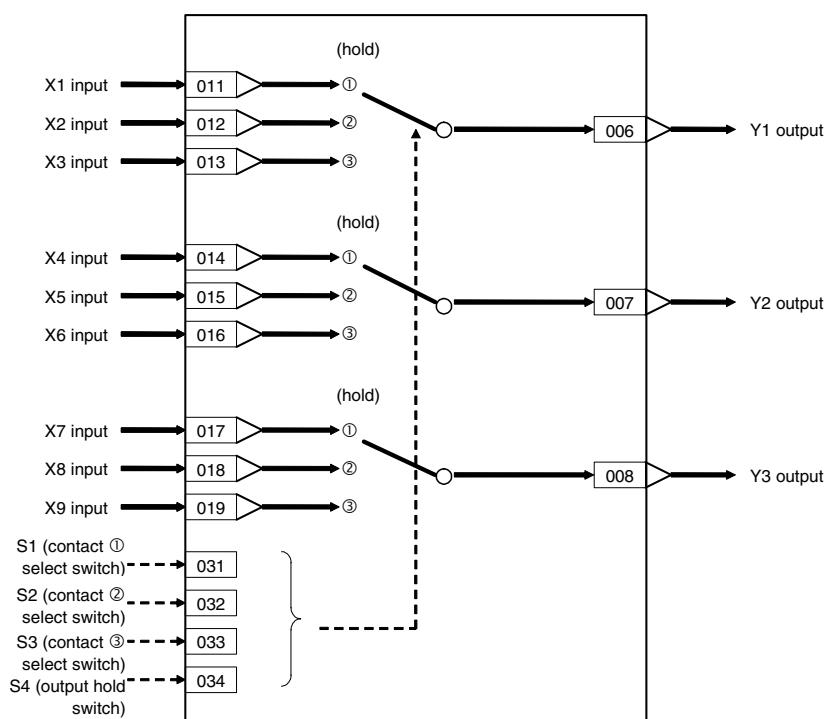 (hold)
X1 input 011 ①
X2 input 012 ②
006 Y1 output
X3 input 013 ③
(hold)
X4 input 014 ①
X5 input 015 ②
007 Y2 output
X6 input 016 ③
(hold)
X7 input 017 ①
X8 input 018 ②
008 Y3 output
X9 input 019 ③
S1 (contact ①
select switch) 031
S2 (contact ②
select switch) 032
S3 (contact ③
select switch) 033
S4 (output hold
switch) 034